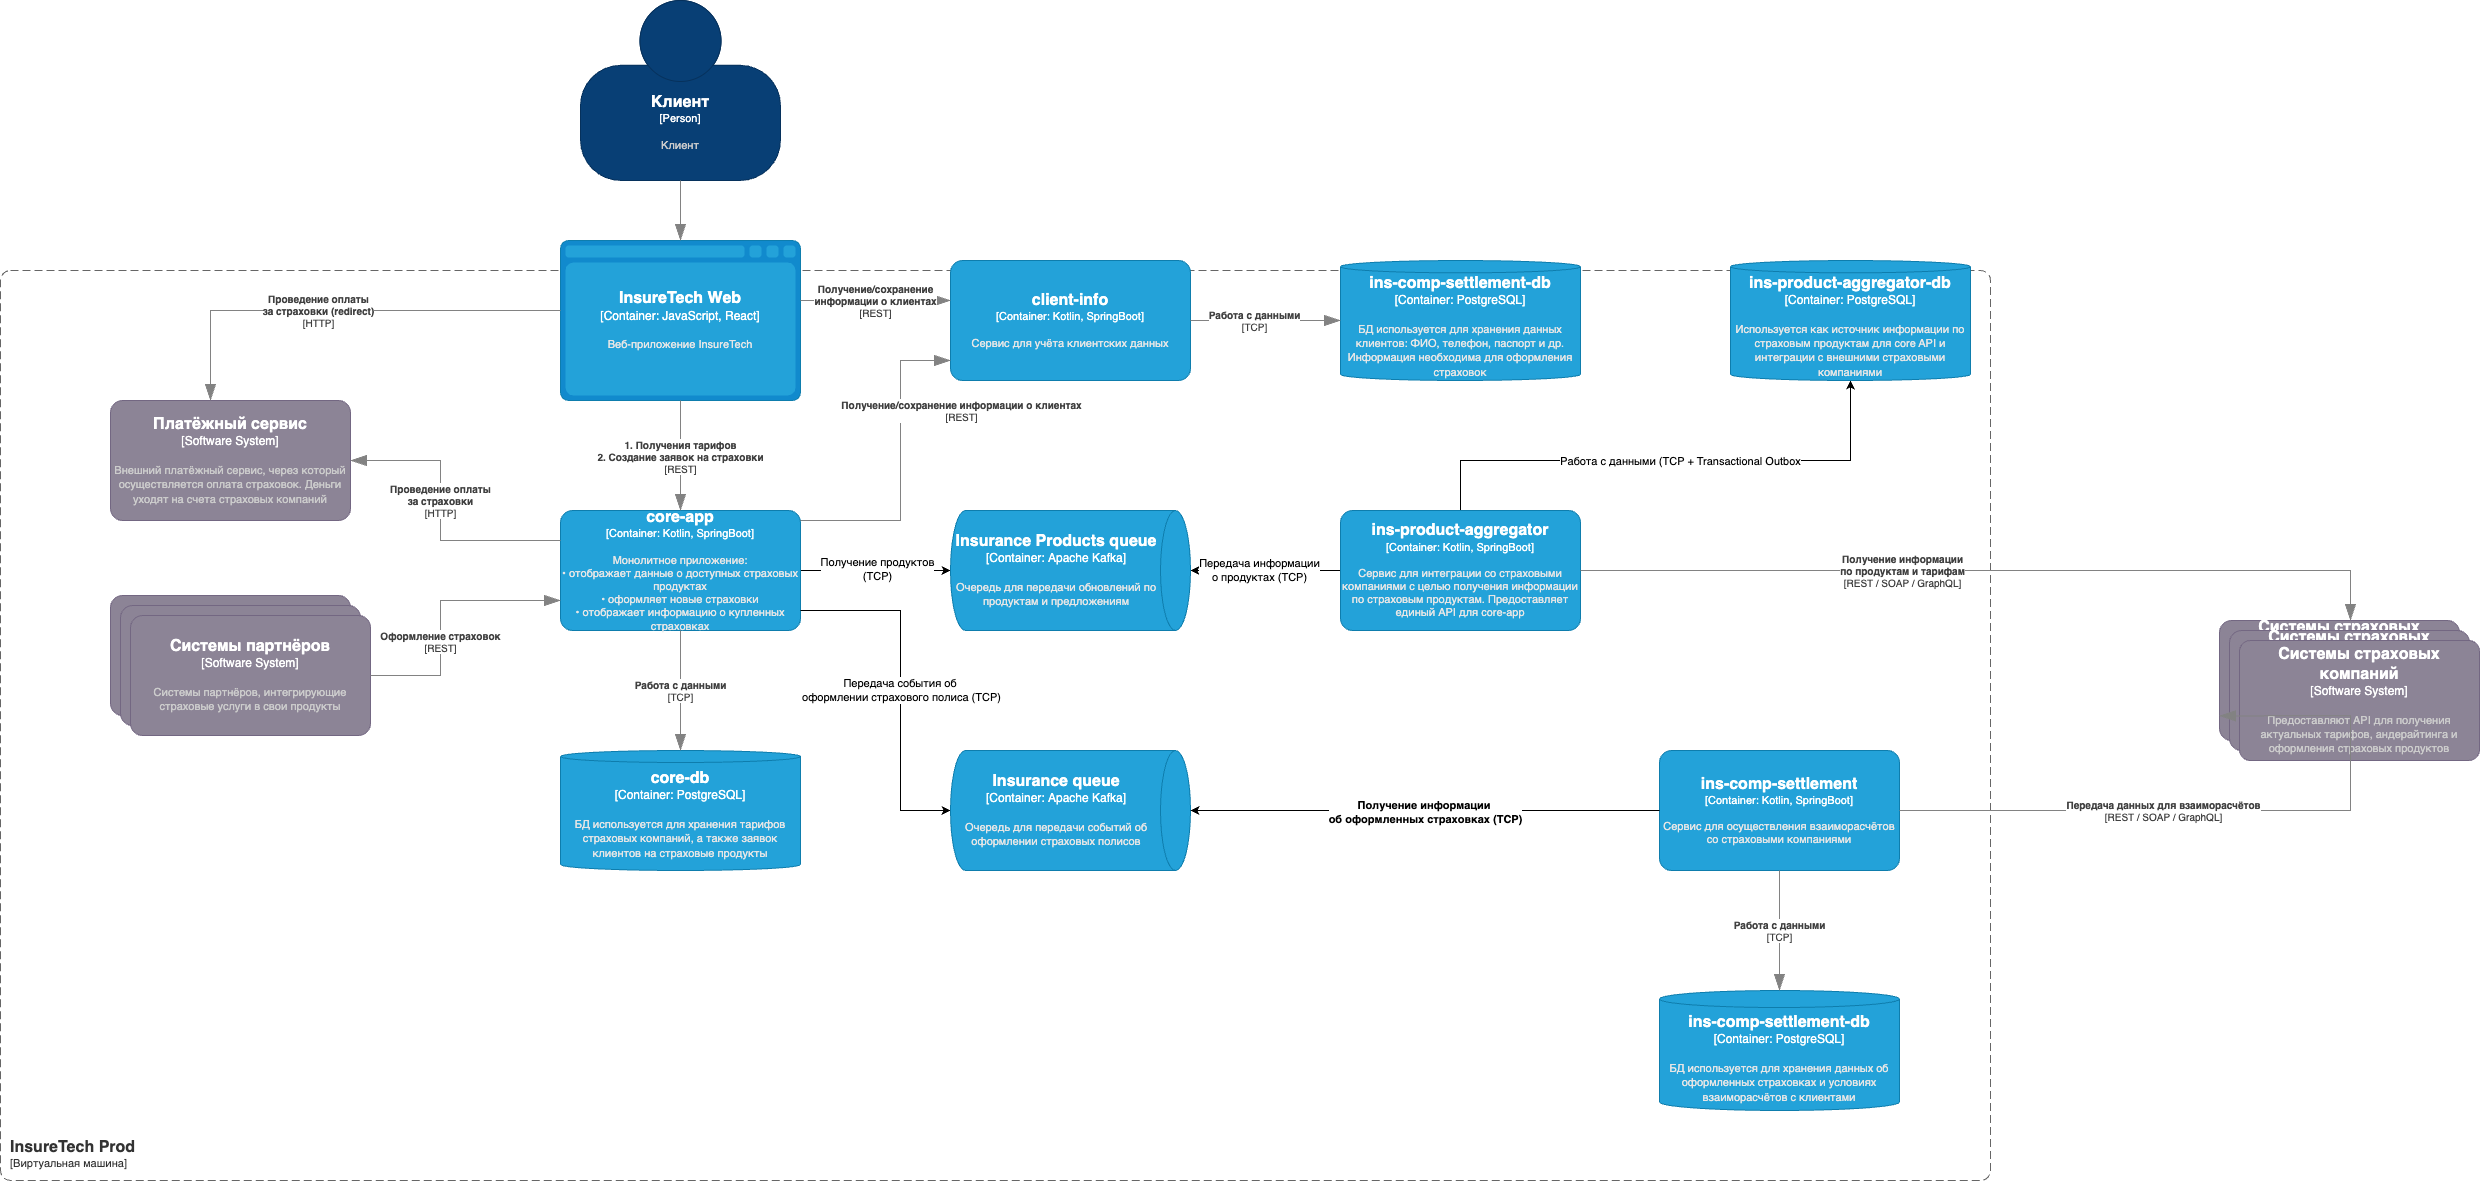 Клиент
[Person]
Клиент
InsureTech Web
[Container: JavaScript, React]
Веб-приложение InsureTech
Проведение оплаты
за страховки (redirect)
[HTTP]
Получение/сохранение
информации о клиентах
[REST]
client-info
[Container: Kotlin, SpringBoot]
Сервис для учёта клиентских данных
Работа с данными
[TCP]
ins-comp-settlement-db
[Container: PostgreSQL]
БД используется для хранения данных
клиентов: ФИО, телефон, паспорт и др.
Информация необходима для оформления
страховок
ins-product-aggregator-db
[Container: PostgreSQL]
Используется как источник информации по
страховым продуктам для core API и
интеграции с внешними страховыми
компаниями
Платёжный сервис
[Software System]
Внешний платёжный сервис, через который
осуществляется оплата страховок. Деньги
уходят на счета страховых компаний
Получение/сохранение информации о клиентах
[REST]
1. Получения тарифов
2. Создание заявок на страховки
[REST]
Работа с данными (TCP + Transactional Outbox
Проведение оплаты
за страховки
[HTTP]
core-app
[Container: Kotlin, SpringBoot]
Монолитное приложение:
• отображает данные о доступных страховых
продуктах
• оформляет новые страховки
• отображает информацию о купленных
страховках
Получение продуктов
(TCP)
Insurance Products queue
[Container: Apache Kafka]
Очередь для передачи обновлений по
продуктам и предложениям
Передача информации
о продуктах (TCP)
ins-product-aggregator
[Container: Kotlin, SpringBoot]
Сервис для интеграции со страховыми
компаниями с целью получения информации
по страховым продуктам. Предоставляет
единый API для core-app
Получение информации
по продуктам и тарифам
[REST / SOAP / GraphQL]
Системы партнёров
[Software System]
Системы партнёров, интегрирующие
страховые услуги в свои продукты
Оформление страховок
[REST]
Системы страховых
Системы страховых
Системы страховых
компаний
[Software System]
Предоставляют API для получения
актуальных тарифов, андерайтинга и
оформления страховых продуктов
Работа с данными
[TCP]
Передача события об
оформлении страхового полиса (TCP)
core-db
[Container: PostgreSQL]
БД используется для хранения тарифов
страховых компаний, а также заявок
клиентов на страховые продукты
Insurance queue
[Container: Apache Kafka]
Очередь для передачи событий об
оформлении страховых полисов
Получение информации
об оформленных страховках (TCP)
ins-comp-settlement
[Container: Kotlin, SpringBoot]
Сервис для осуществления взаиморасчётов
со страховыми компаниями
Передача данных для взаиморасчётов
[REST / SOAP / GraphQL]
Работа с данными
[TCP]
ins-comp-settlement-db
[Container: PostgreSQL]
БД используется для хранения данных об
оформленных страховках и условиях
взаиморасчётов с клиентами
InsureTech Prod
[Виртуальная машина]